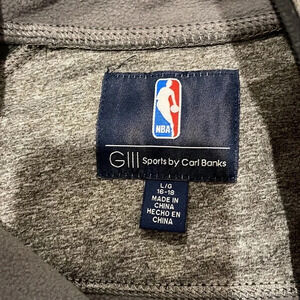 NBA
GIII Sports by Carl Banks
L/G
16-18
MADE IN
CHINA
HECHO EN
CHINA